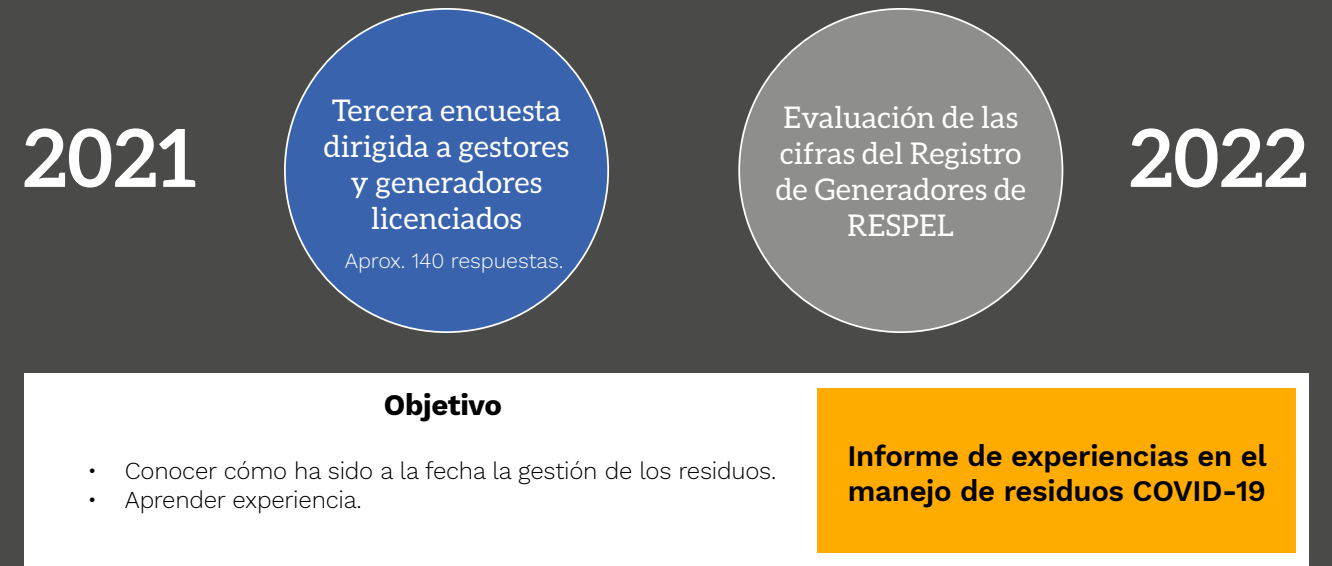 2021
Tercera encuesta
dirigida a gestores
y generadores
licenciados
Aprox. 140 respuestas.
Evaluación de las
cifras del Registro
de Generadores de
RESPEL
2022
Objetivo
• Conocer cómo ha sido a la fecha la gestión de los residuos.
• Aprender experiencia.
Informe de experiencias en el
manejo de residuos COVID-19